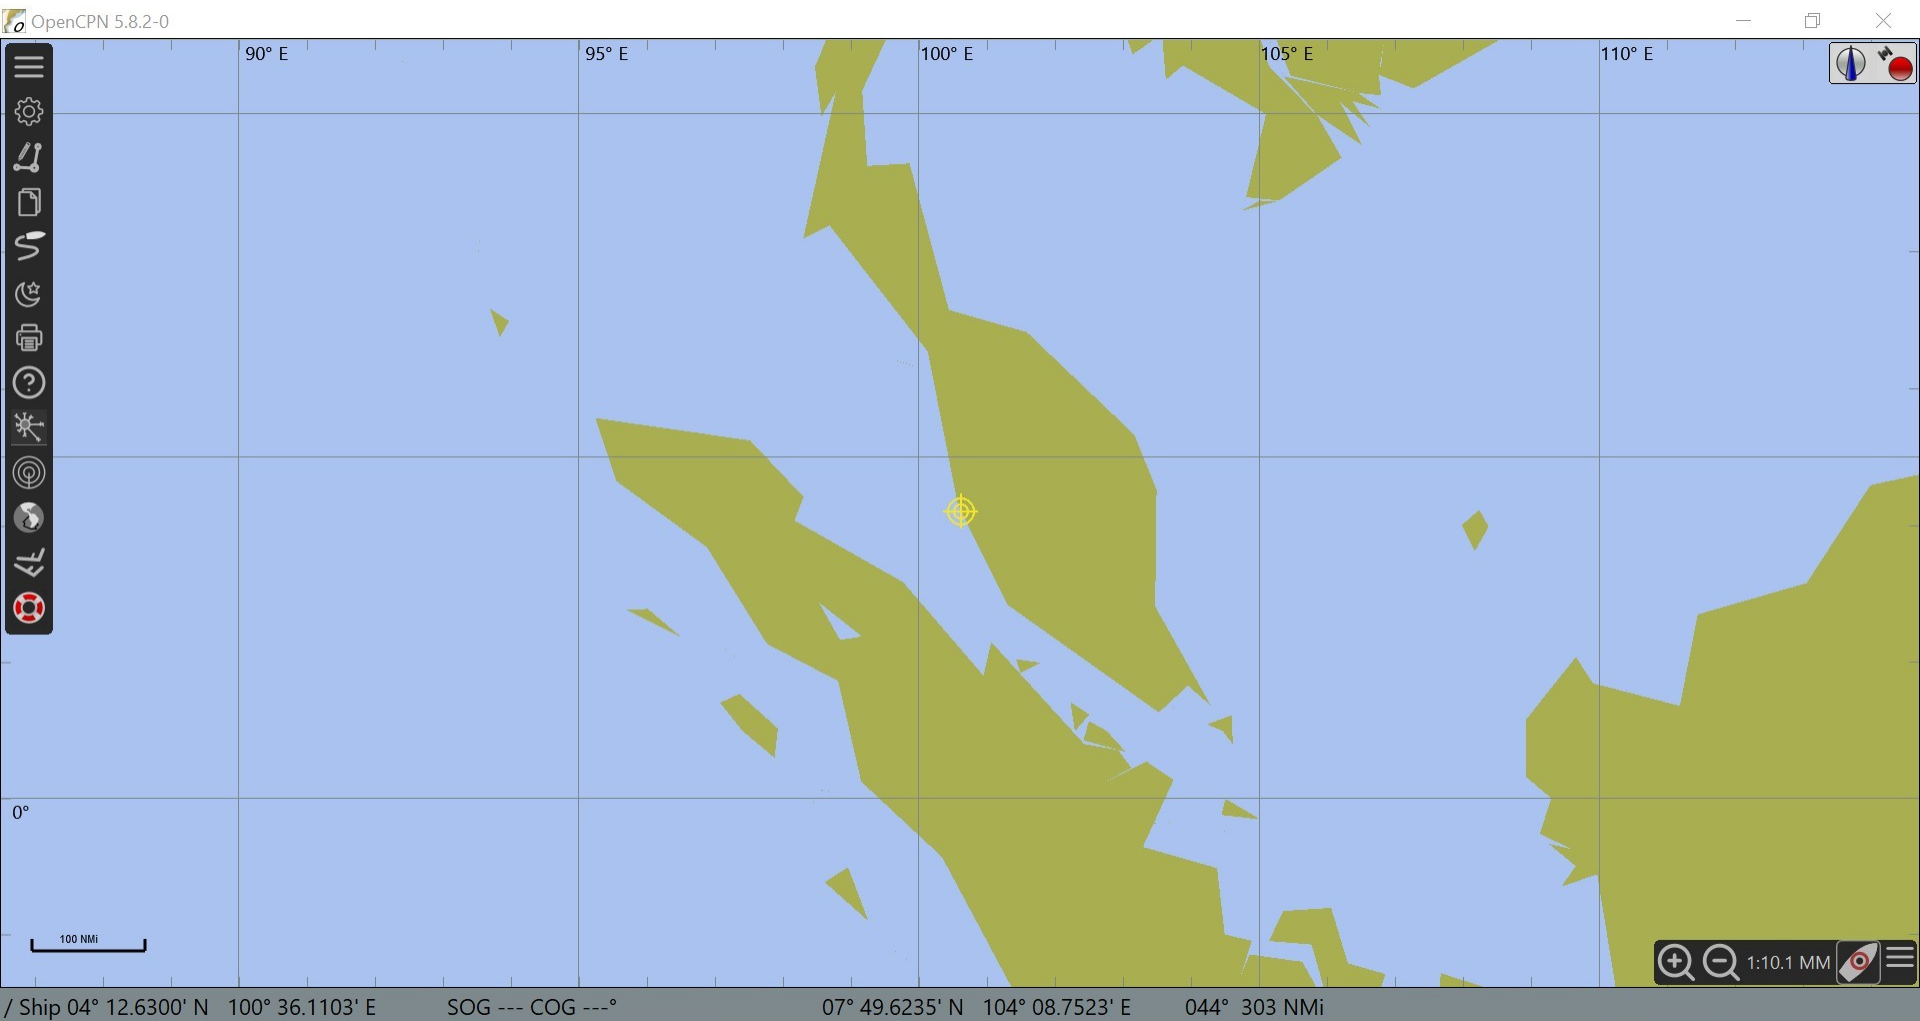 OpenCPN 5.8.2-0
90° E
95° E
100° E
105° E
110° E
0°
100 NMi
1:10.1 MM
/ Ship 04° 12.6300' N 100° 36.1103' E
SOG --- COG ---°
07° 49.6235' N 104° 08.7523' E
044° 303 NMi